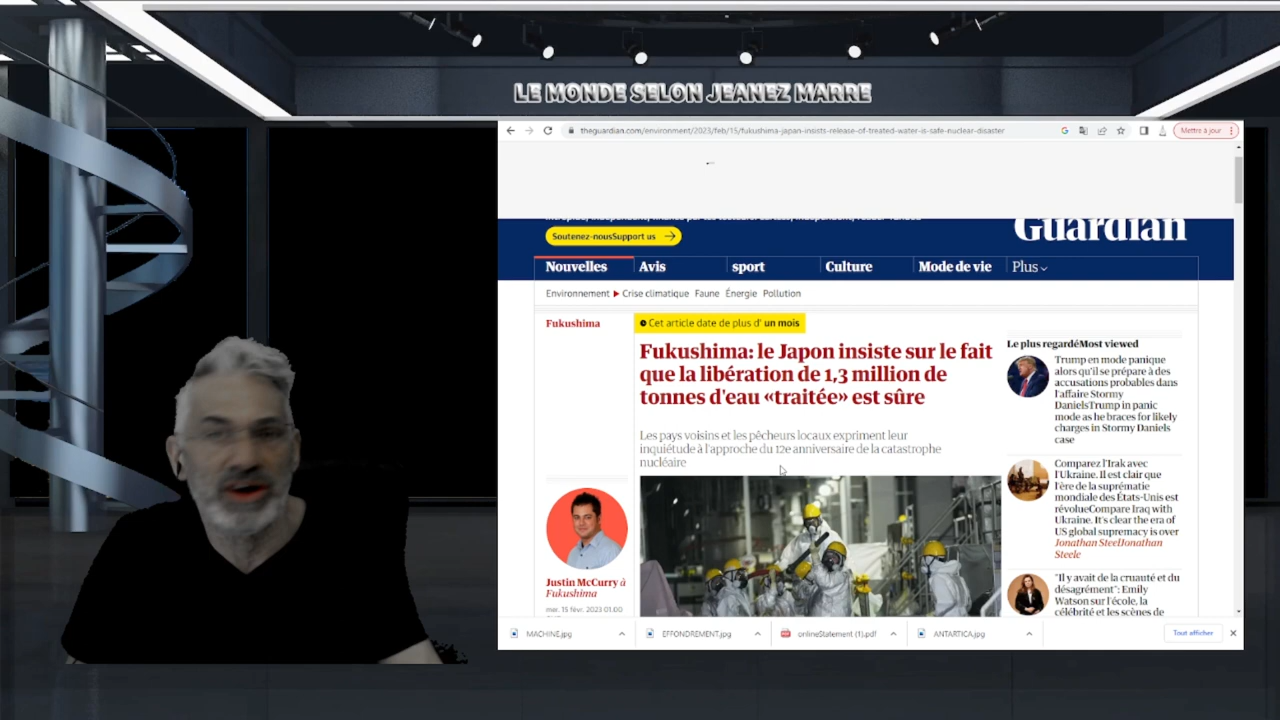 LE MONDE SELON JEANEZ MARRE
theguardian.com/environment/2023/feb/15/fukushima-japan-insists-release-of-treated-water-is-safe-nuclear-disaster
Mettre à jour
Soutenez-nousSupport us
Guardian
Nouvelles
Avis
sport
Culture
Mode de vie
Plus
Environnement
Crise climatique
Faune
Énergie
Pollution
Fukushima
Cet article date de plus d' un mois
Fukushima: le Japon insiste sur le fait
que la libération de 1,3 million de
tonnes d'eau «traitée» est sûre
Les pays voisins et les pêcheurs locaux expriment leur
inquiétude à l'approche du 12e anniversaire de la catastrophe
nucléaire
Justin McCurry à
Fukushima
mer. 15 févr. 2023 01.00
Le plus regardéMost viewed
Trump en mode panique
alors qu'il se prépare à des
accusations probables dans
l'affaire Stormy
DanielsTrump in panic
mode as he braces for likely
charges in Stormy Daniels
case
Comparez l'Irak avec
l'Ukraine. Il est clair que
l'ère de la suprématie
mondiale des États-Unis est
révolueCompare Iraq with
Ukraine. It's clear the era of
US global supremacy is over
Jonathan SteelJonathan
Steele
"Il y avait de la cruauté et du
désagrément": Emily
Watson sur l'école, la
célébrité et les scènes de
MACHINE.jpg
EFFONDREMENT.jpg
onlineStatement (1).pdf
ANTARTICA.jpg
Tout afficher